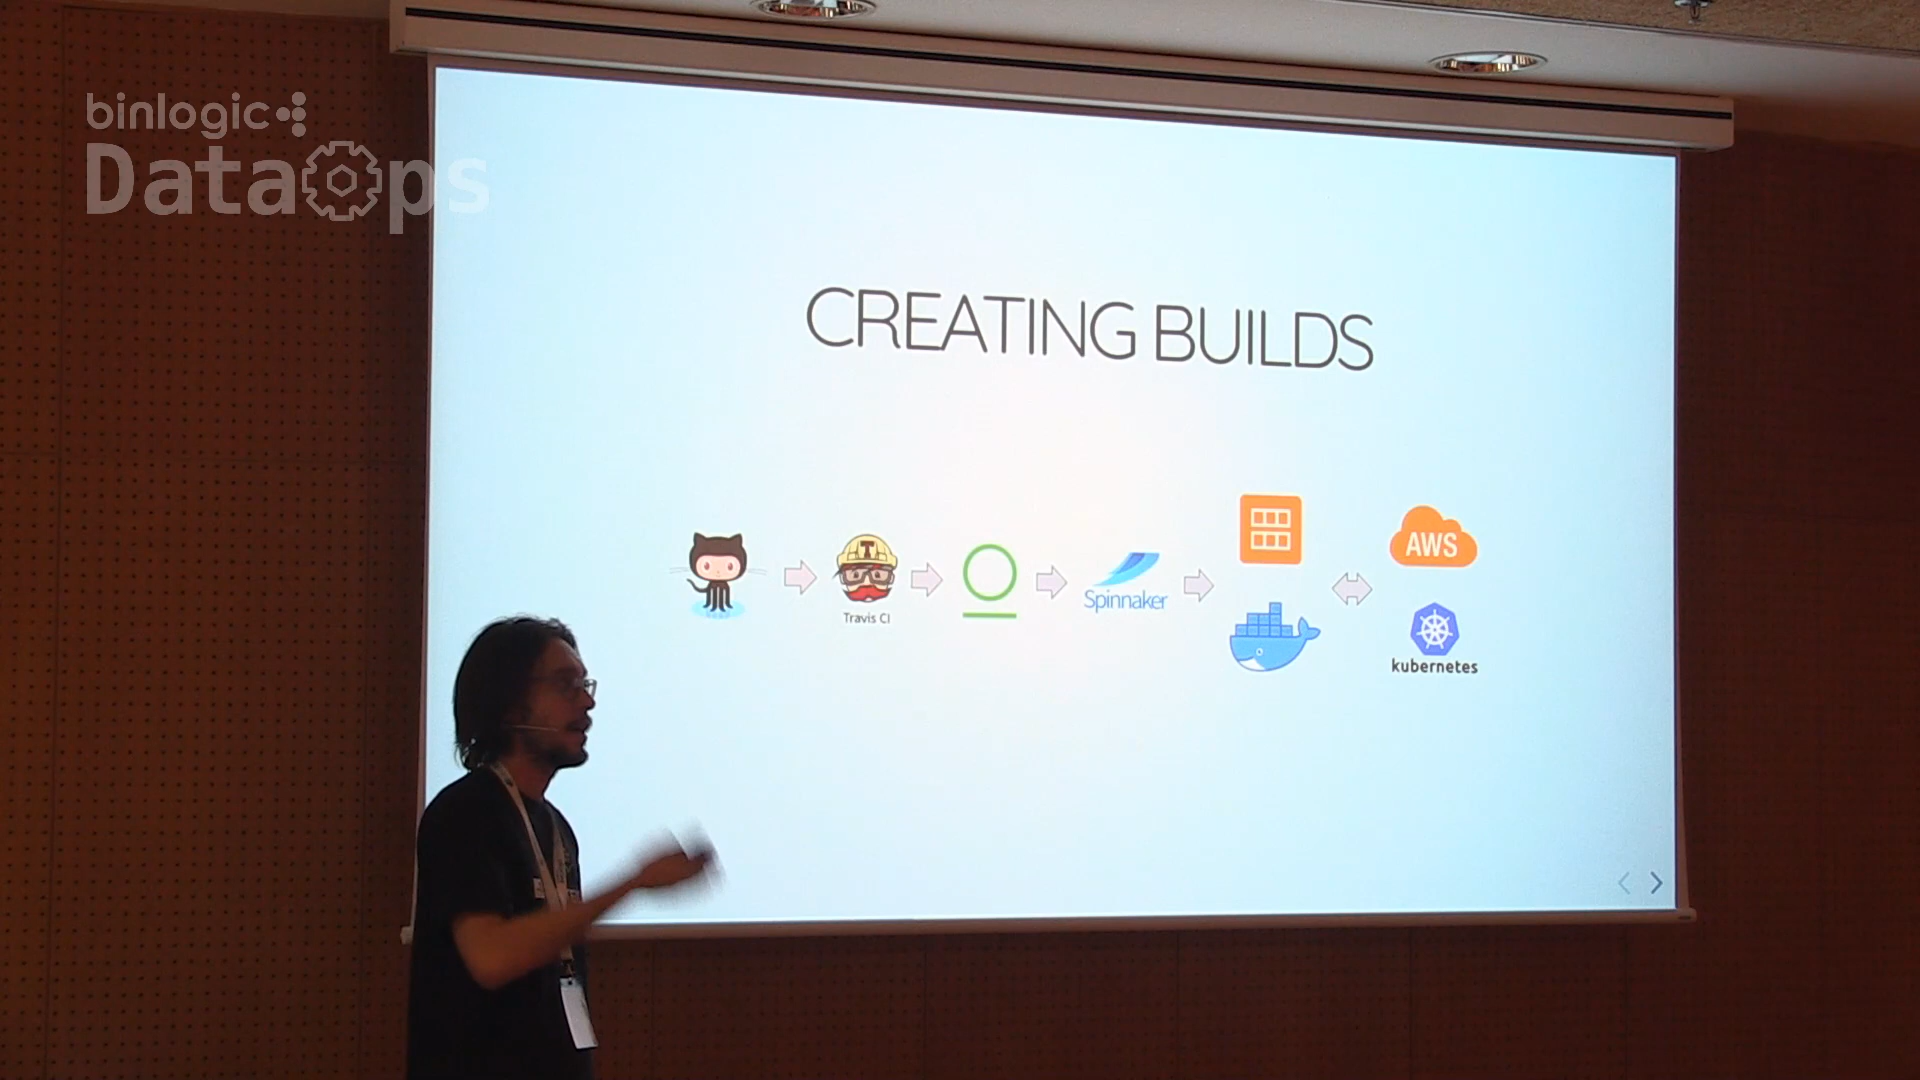 binlogic
DataOps
CREATING BUILDS
T
Travis CI
Spinnaker
AWS
kubernetes